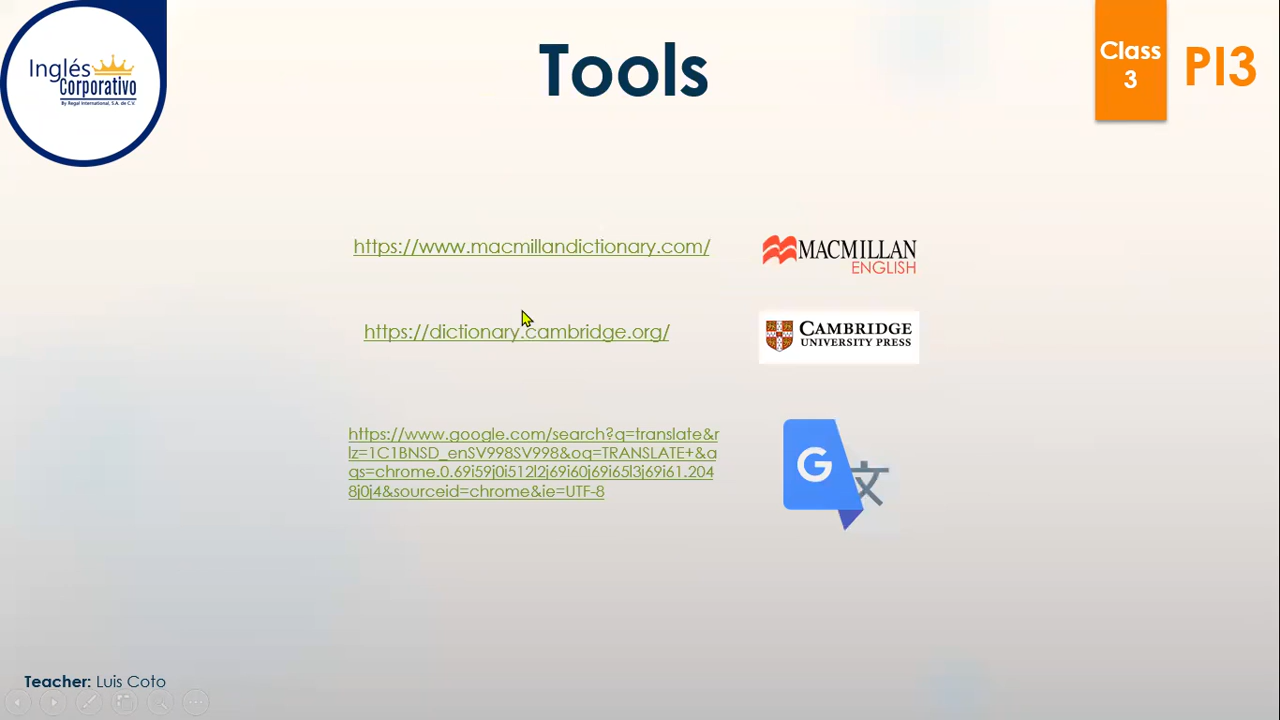 Inglés
Corporativo
By Regal International, S.A. de C.V.
Tools
Class
3
PI3
https://www.macmillandictionary.com/
MACMILLAN
ENGLISH
https://dictionary.cambridge.org/
CAMBRIDGE
UNIVERSITY PRESS
https://www.google.com/search?q=translate&r
lz=1C1BNSD_enSV998SV998&oq=TRANSLATE+&a
qs=chrome.0.69i59j0i512l2j69i60j69i65l3j69i61.204
8j0j4&sourceid=chrome&ie=UTF-8
G
文
Teacher: Luis Coto